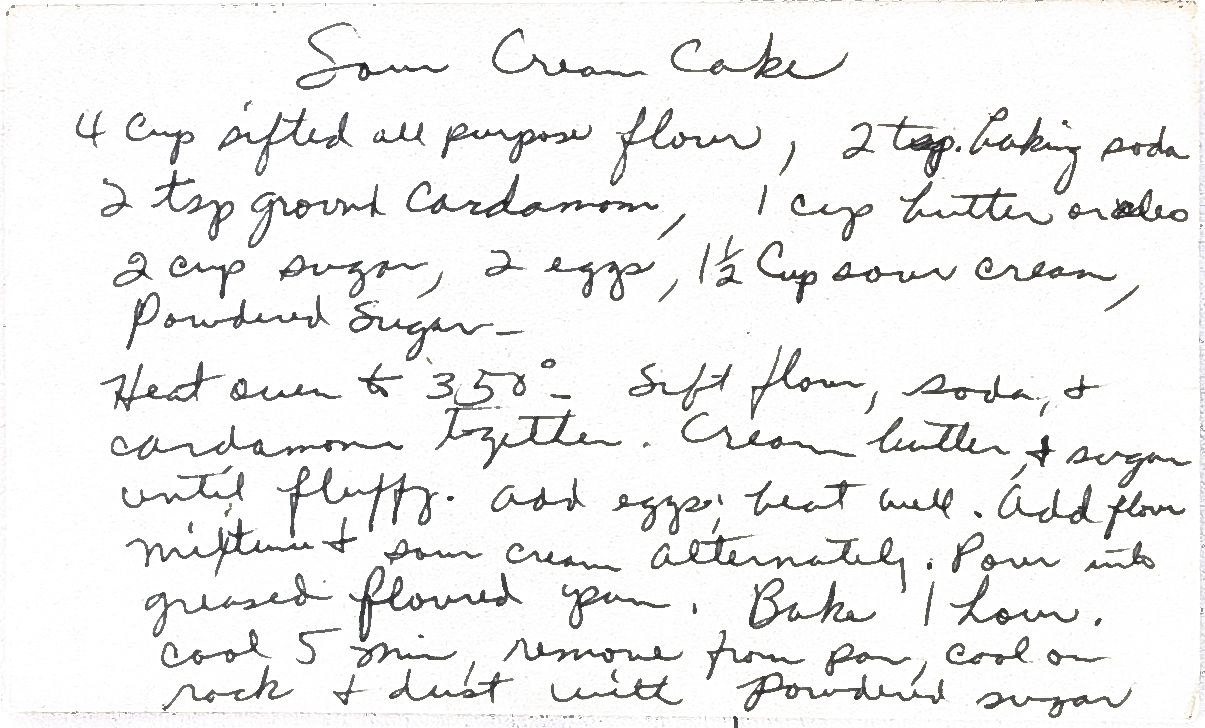 Sour Cream Cake
4 Cup sifted all purpose flour, 2 tsp. baking soda
2 tsp ground Cardamom, 1 cup butter or oleo
2 cup sugar, 2 eggs, 1½ Cup sour cream,
Powdered Sugar—
Heat oven to 350° – Sift flour, soda, &
cardamom together. Cream butter, & sugar
until fluffy. Add eggs; beat well. Add flour
mixture & sour cream alternately. Pour into
greased floured pan. Bake 1 hour.
cool 5 min, remove from pan, cool on
rack & dust with powdered sugar